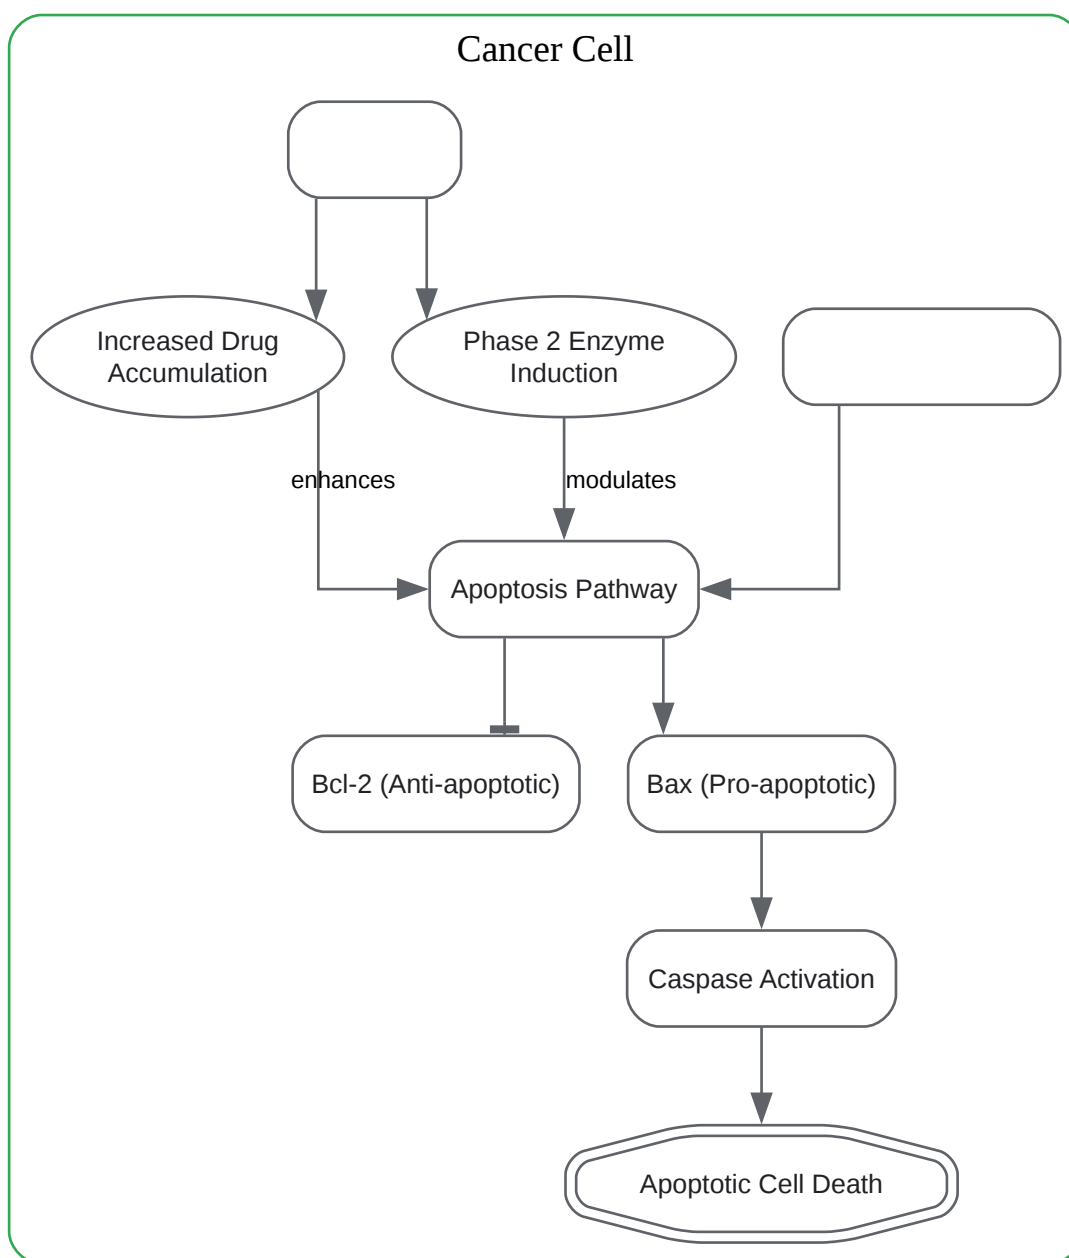 Cancer Cell
Increased Drug
Accumulation
Phase 2 Enzyme
Induction
enhances
modulates
Apoptosis Pathway
Bcl-2 (Anti-apoptotic)
Bax (Pro-apoptotic)
Caspase Activation
Apoptotic Cell Death